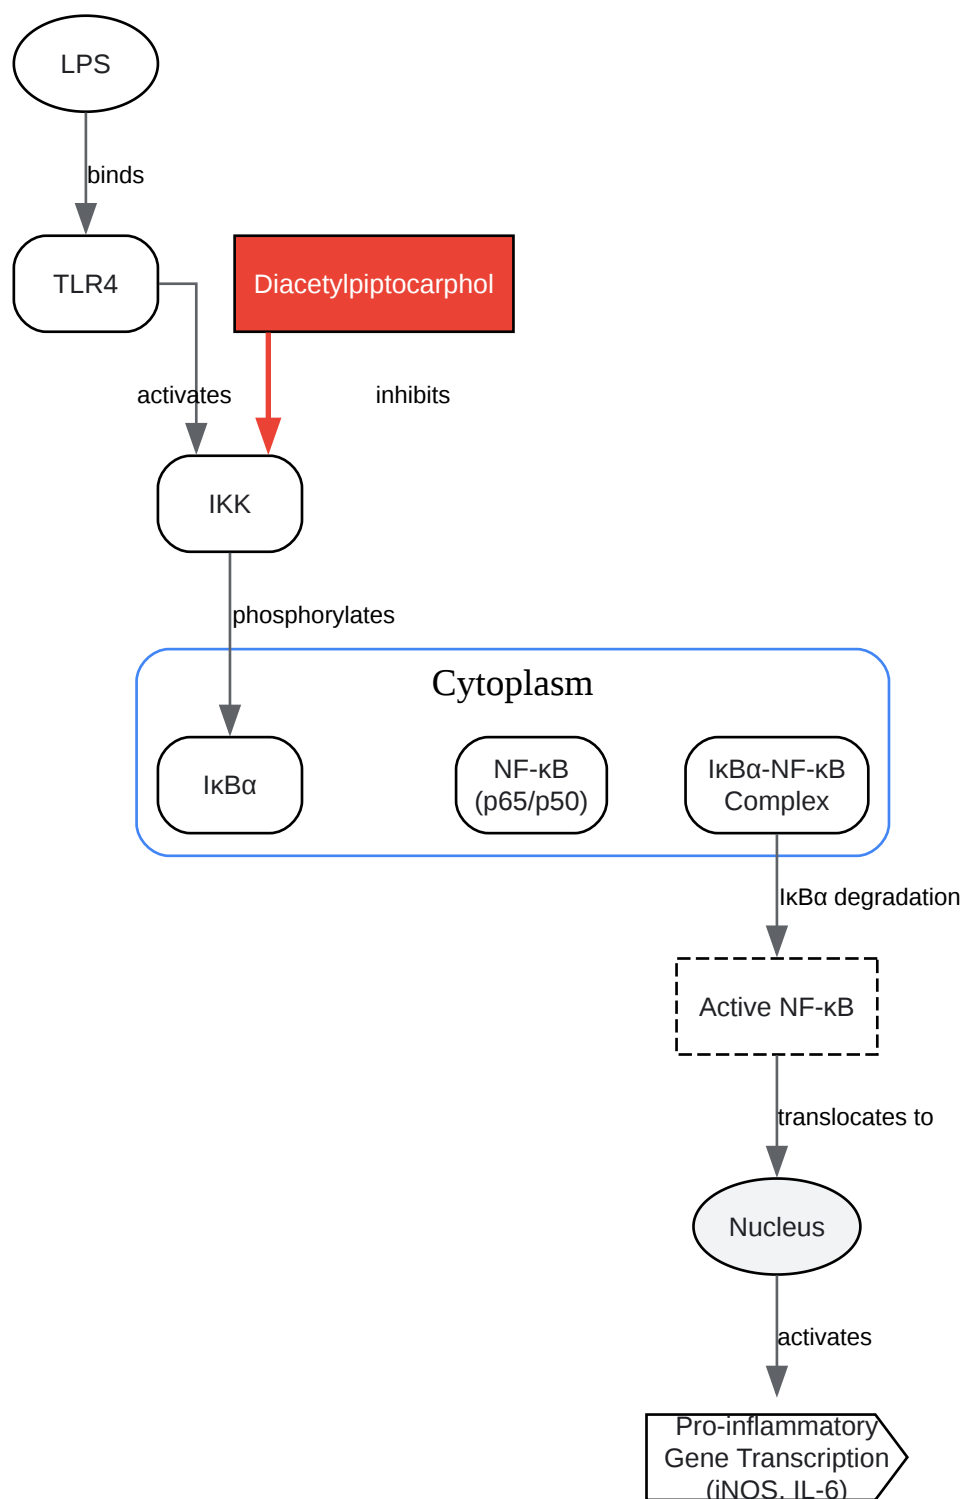 LPS
binds
TLR4
Diacetylpiptocarphol
activates
inhibits
IKK
phosphorylates
Cytoplasm
IκBα
NF-κB
(p65/p50)
IκBα-NF-κB
Complex
IκBα degradation
Active NF-κB
translocates to
Nucleus
activates
Pro-inflammatory
Gene Transcription
(iNOS, IL-6)